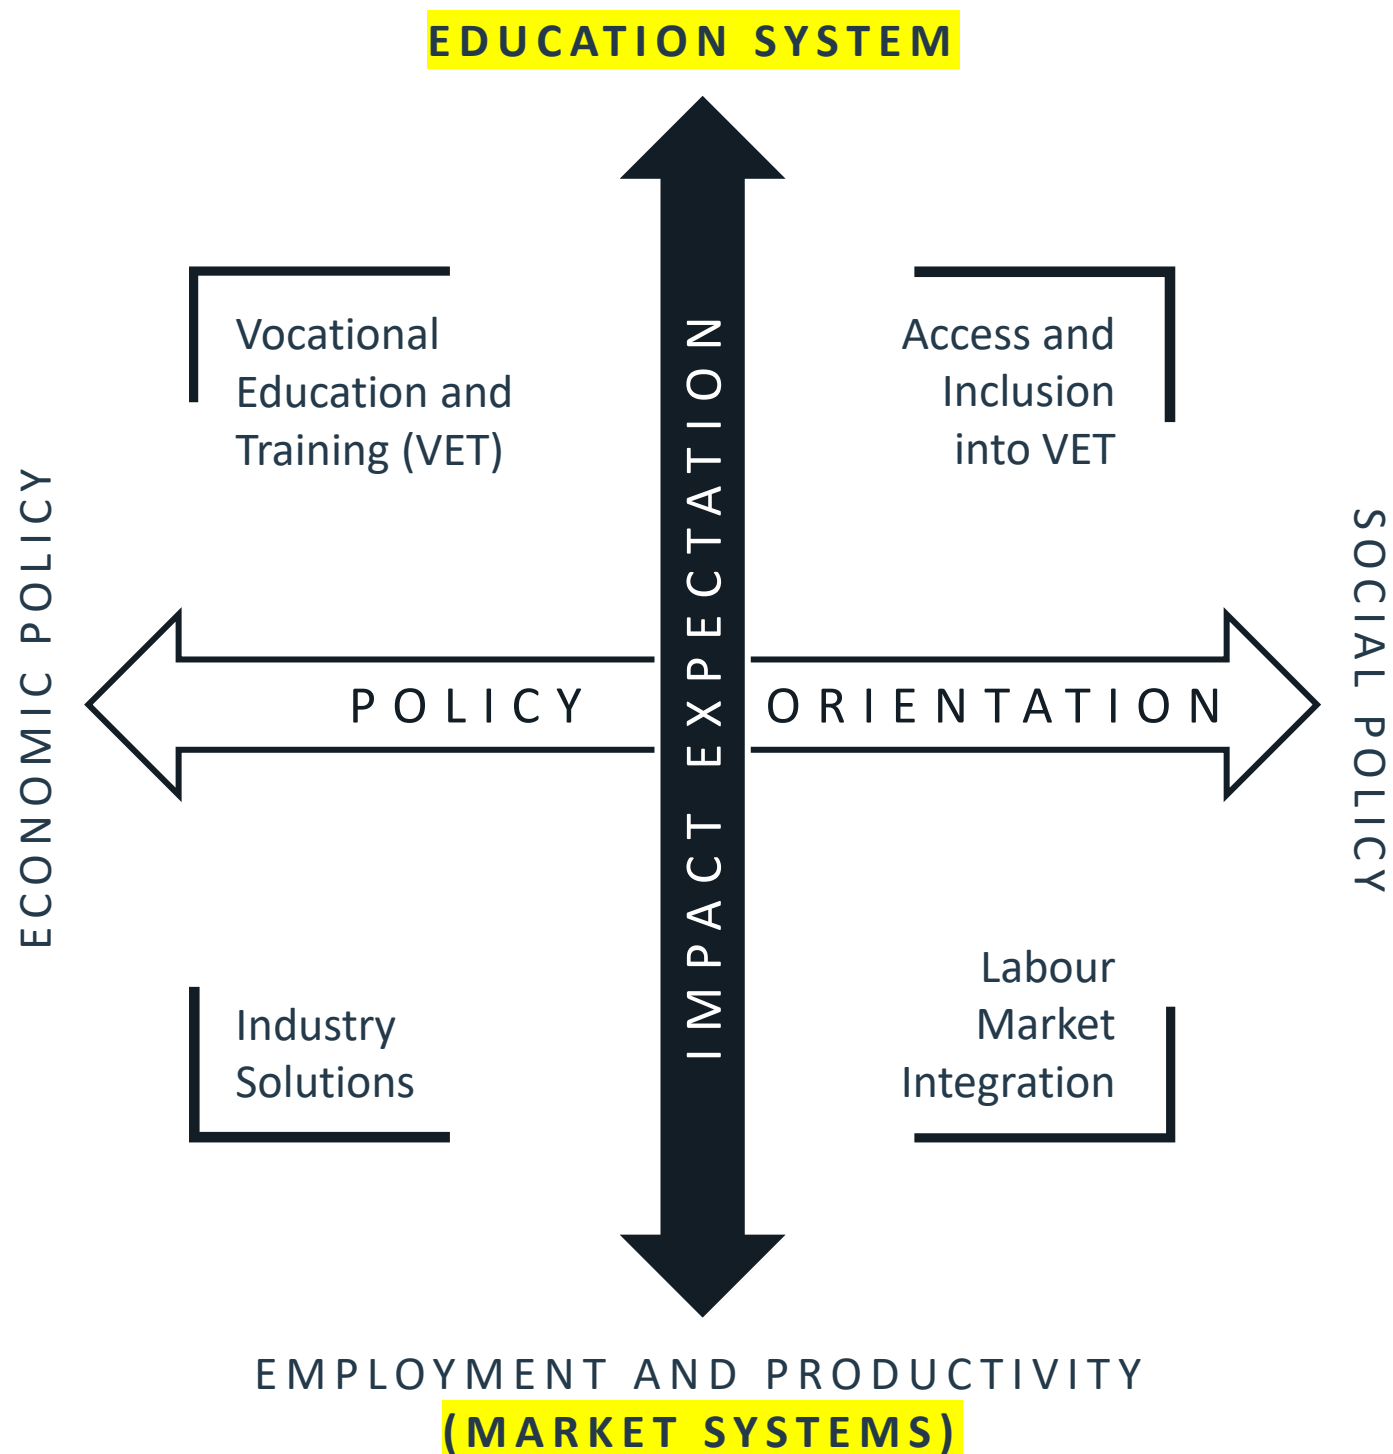 EDUCATION SYSTEM
Vocational
Education and
Training (VET)
Access and
Inclusion
into VET
ECONOMIC POLICY
IMPACT EXPECTATION
SOCIAL POLICY
POLICY ORIENTATION
Industry
Solutions
Labour
Market
Integration
EMPLOYMENT AND PRODUCTIVITY
(MARKET SYSTEMS)